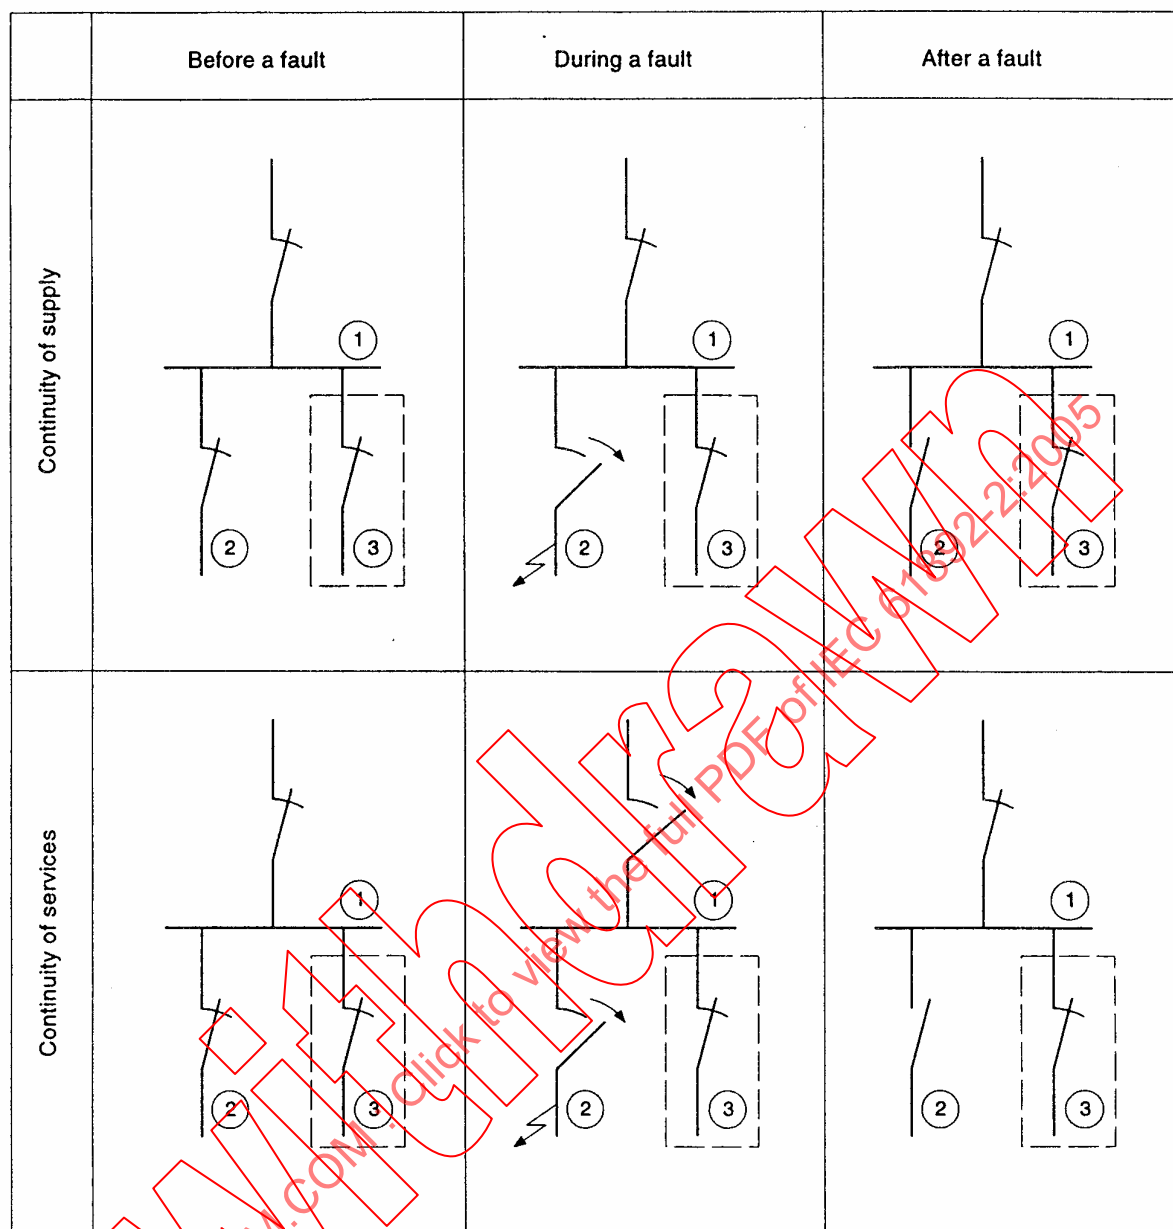 Before a fault
During a fault
After a fault
Continuity of supply
1
2
3
1
2
3
1
2
3
Continuity of services
1
2
3
1
2
3
1
2
3
withdrawn
.COM : Click to view the full PDF of IEC 61892-2:2005